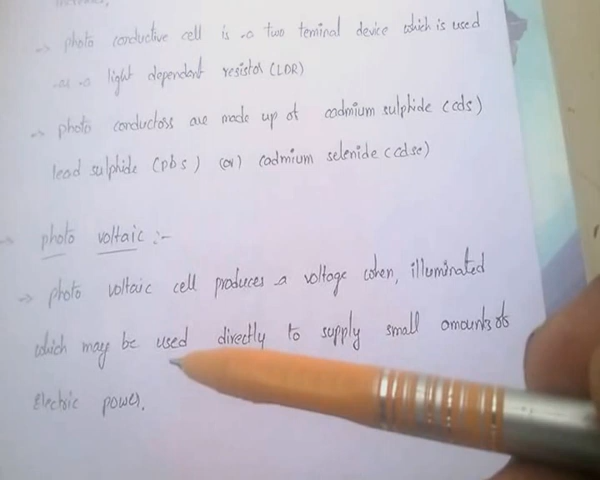 -> photo conductive cell is a two teminal device which is used
as a light dependant resistor (LDR)
-> photo conductors are made up of cadmium sulphide (cds)
lead sulphide (pbs) (or) cadmium selenide (cdse)
-> photo voltaic :-
-> photo voltaic cell produces a voltage when, illuminated
which may be used directly to supply small amounts of
Electric power.